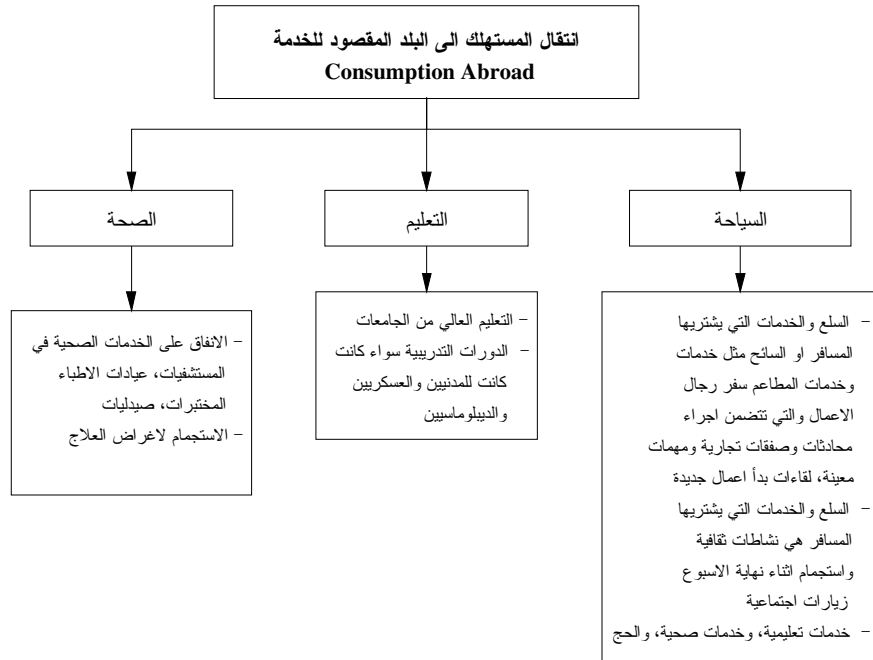 انتقال المستهلك الى البلد المقصود للخدمة
Consumption Abroad
السياحة
التعليم
الصحة
- السلع والخدمات التي يشتريها
المسافر او السائح مثل خدمات
وخدمات المطاعم سفر رجال
الاعمال والتي تتضمن اجراء
محادثات وصفقات تجارية ومهمات
معينة، لقاءات بدأ اعمال جديدة
- السلع والخدمات التي يشتريها
المسافر هي نشاطات ثقافية
واستجمام اثناء نهاية الاسبوع
زيارات اجتماعية
- خدمات تعليمية، وخدمات صحية، والحج
- التعليم العالي من الجامعات
- الدورات التدريبية سواء كانت
كانت للمدنيين والعسكريين
والديبلوماسيين
- الانفاق على الخدمات الصحية في
المستشفيات، عيادات الاطباء
المختبرات، صيدليات
- الاستجمام لاغراض العلاج